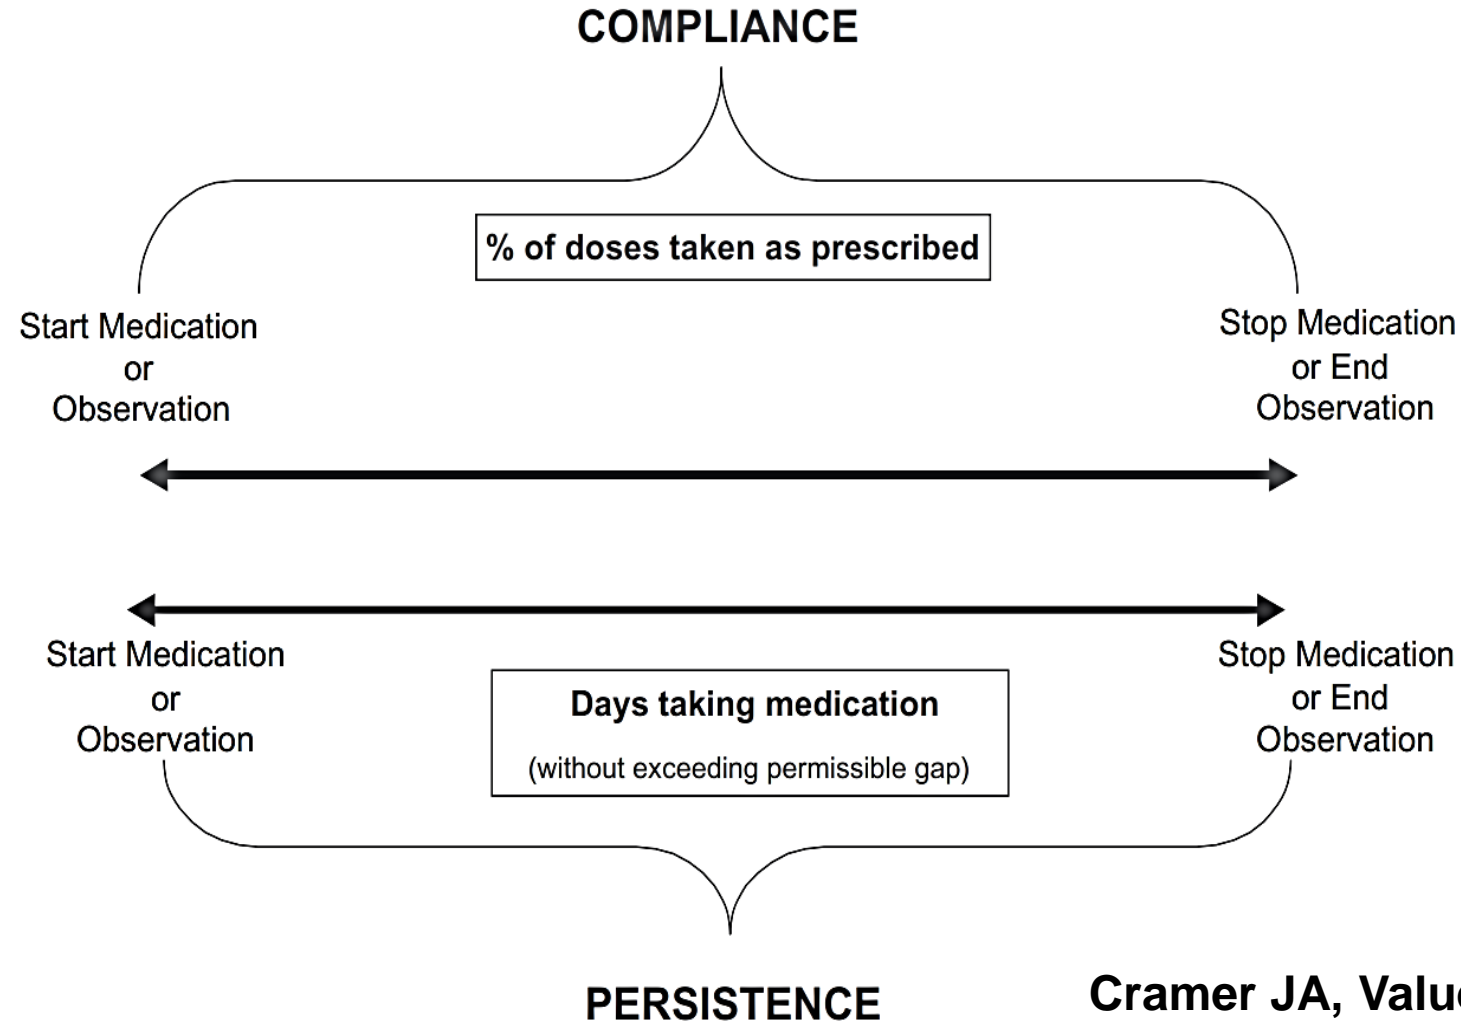 COMPLIANCE
% of doses taken as prescribed
Start Medication
or
Observation
Stop Medication
or End
Observation
Start Medication
or
Observation
Days taking medication
(without exceeding permissible gap)
Stop Medication
or End
Observation
PERSISTENCE
Cramer JA, Value